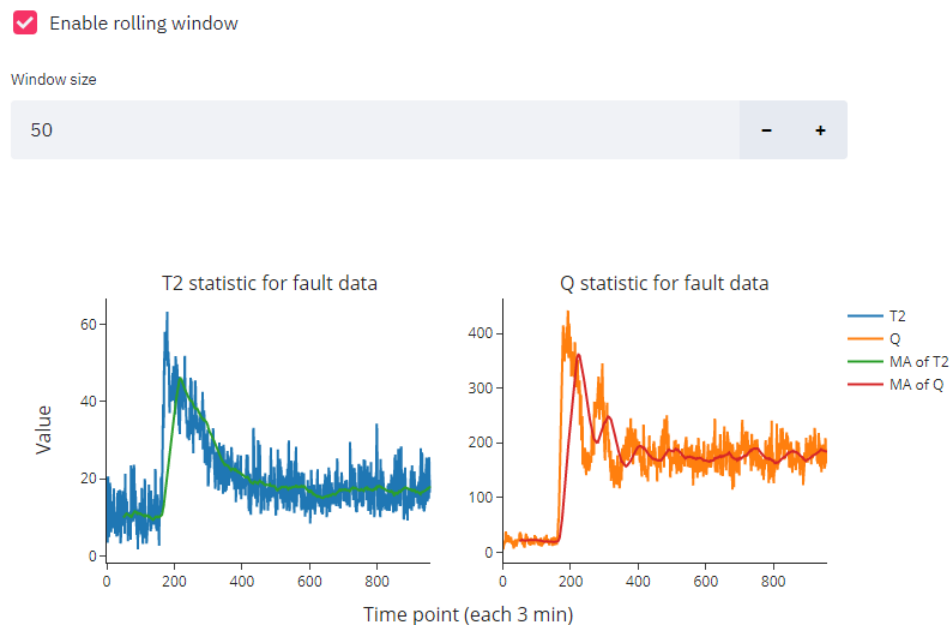 Enable rolling window
Window size
50
- +
T2 statistic for fault data
Q statistic for fault data
60
40
20
0
0 200 400 600 800
Value
400
300
200
100
0
0 200 400 600 800
T2
Q
MA of T2
MA of Q
Time point (each 3 min)